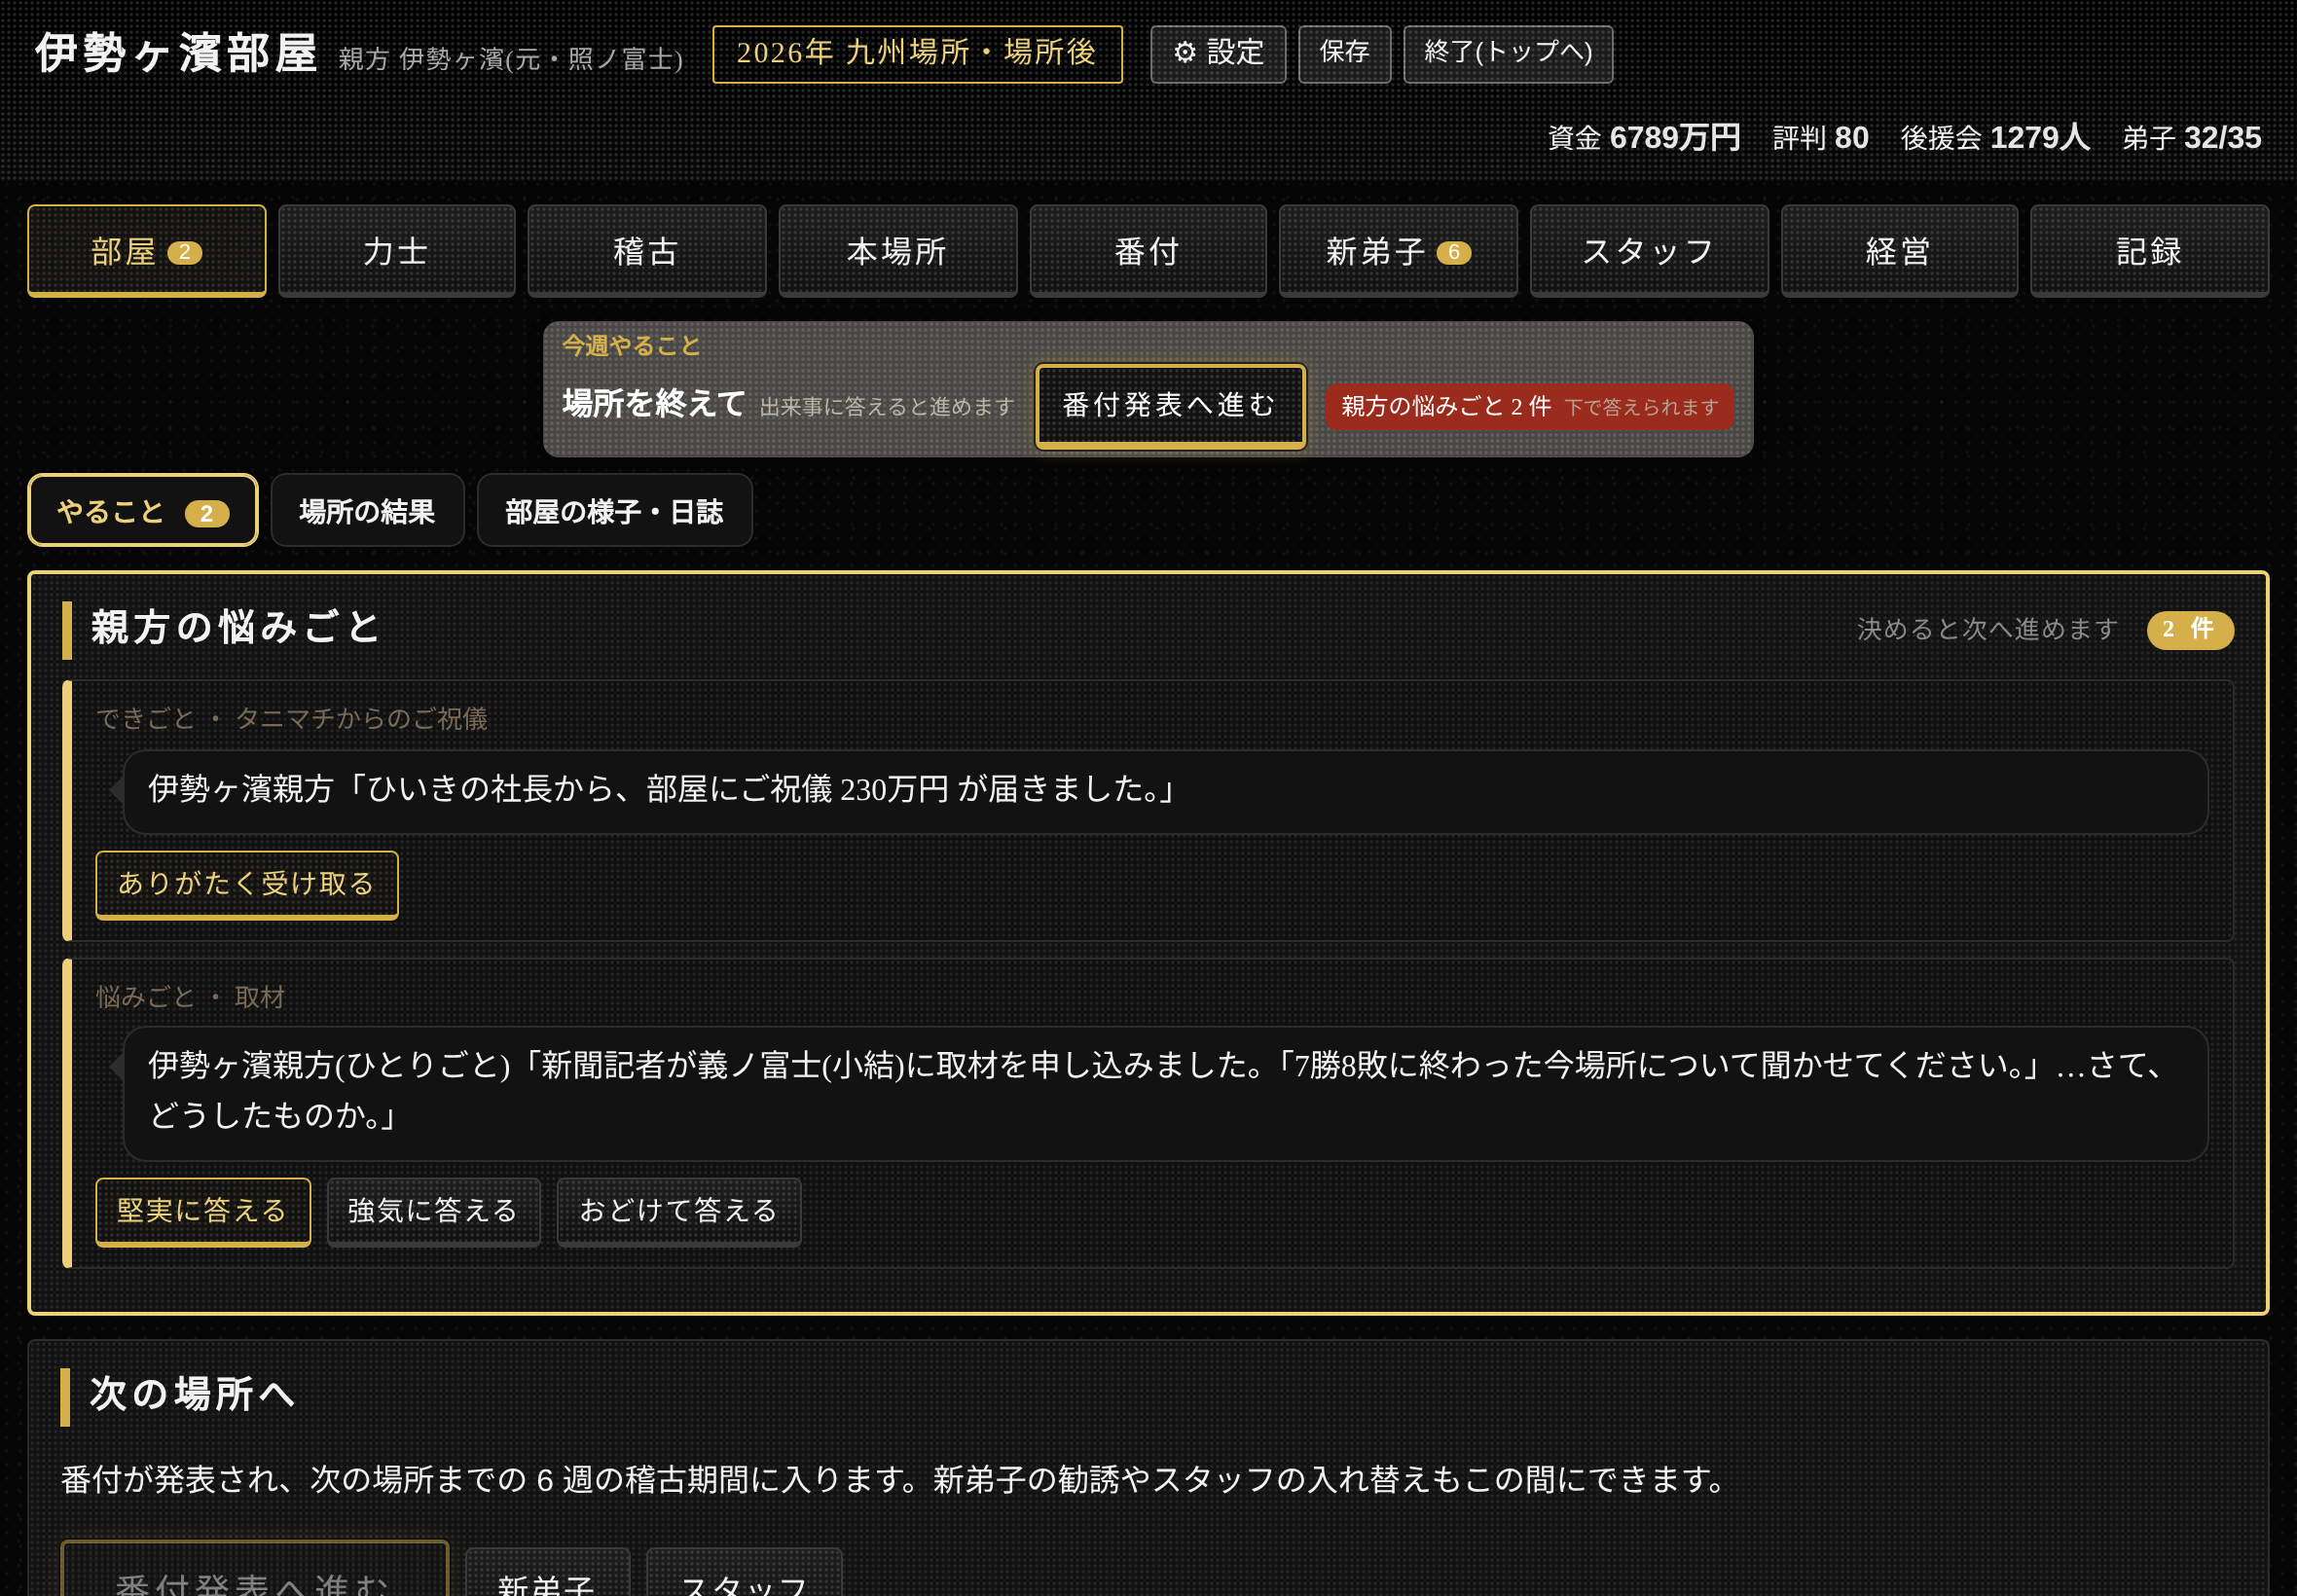 伊勢ヶ濱部屋 親方 伊勢ヶ濱(元・照ノ富士) 2026年 九州場所・場所後 ⚙ 設定 保存 終了(トップへ)
資金 6789万円 評判 80 後援会 1279人 弟子 32/35
部屋 2 力士 稽古 本場所 番付 新弟子 6 スタッフ 経営 記録
今週やること
場所を終えて 出来事に答えると進めます 番付発表へ進む 親方の悩みごと 2 件 下で答えられます
やること 2 場所の結果 部屋の様子・日誌
親方の悩みごと 決めると次へ進めます 2 件
できごと ・ タニマチからのご祝儀
伊勢ヶ濱親方「ひいきの社長から、部屋にご祝儀 230万円 が届きました。」
ありがたく受け取る
悩みごと ・ 取材
伊勢ヶ濱親方(ひとりごと)「新聞記者が義ノ富士(小結)に取材を申し込みました。「7勝8敗に終わった今場所について聞かせてください。」…さて、
どうしたものか。」
堅実に答える 強気に答える おどけて答える
次の場所へ
番付が発表され、次の場所までの 6 週の稽古期間に入ります。新弟子の勧誘やスタッフの入れ替えもこの間にできます。
番付発表へ進む 新弟子 スタッフ